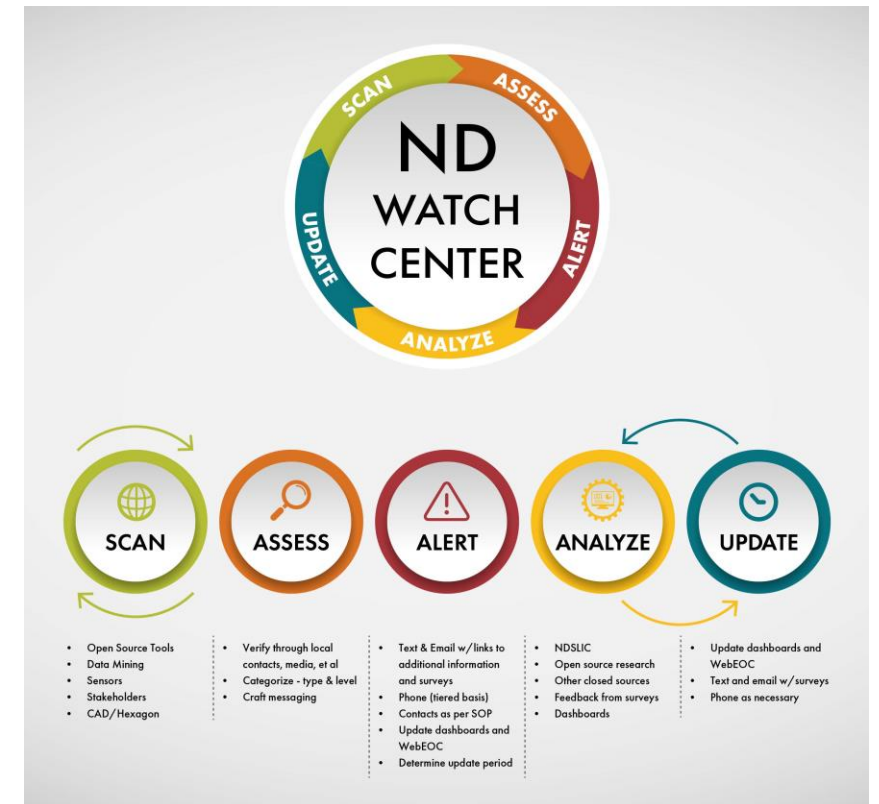 SCAN
ASSESS
ND
WATCH
CENTER
UPDATE
ALERT
ANALYZE
SCAN
ASSESS
ALERT
ANALYZE
UPDATE
• Open Source Tools
• Data Mining
• Sensors
• Stakeholders
• CAD/Hexagon
• Verify through local
contacts, media, et al
• Categorize - type & level
• Craft messaging
• Text & Email w/links to
additional information
and surveys
• Phone (tiered basis)
• Contacts as per SOP
• Update dashboards and
WebEOC
• Determine update period
• NDSLIC
• Open source research
• Other closed sources
• Feedback from surveys
• Dashboards
• Update dashboards and
WebEOC
• Text and email w/surveys
• Phone as necessary